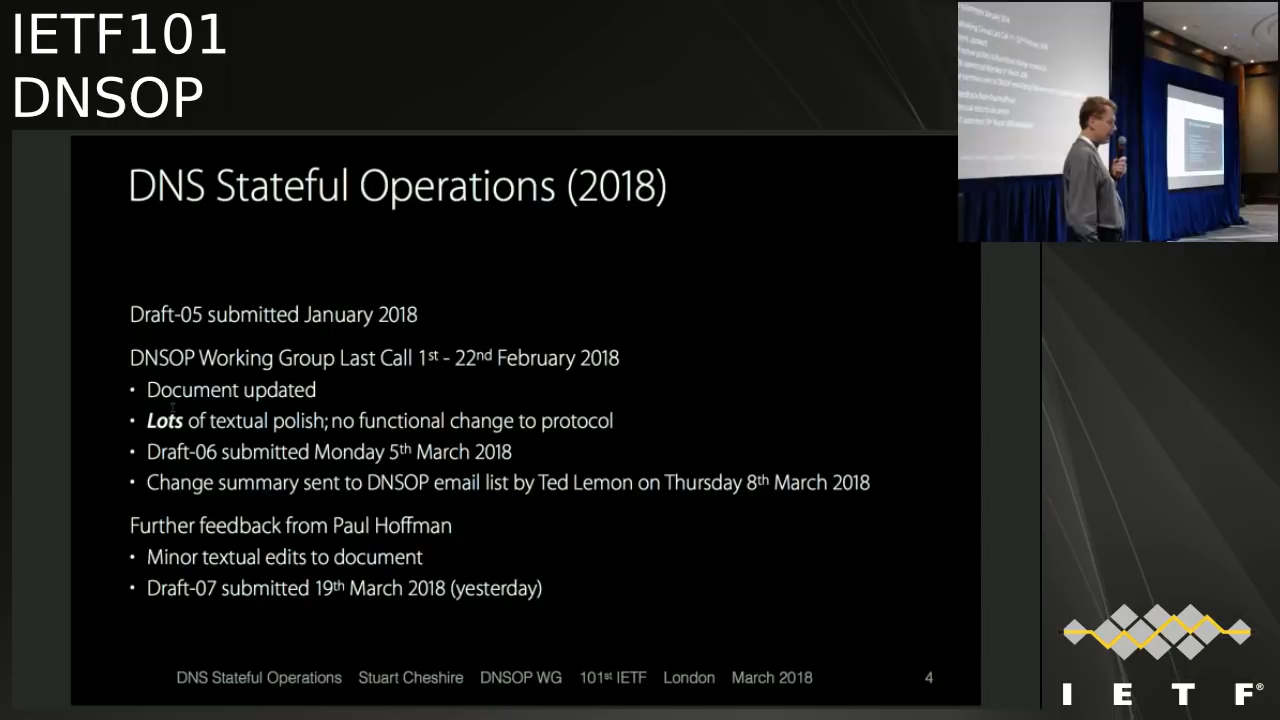 IETF101
DNSOP
DNS Stateful Operations (2018)
Draft-05 submitted January 2018
DNSOP Working Group Last Call 1st - 22nd February 2018
• Document updated
• Lots of textual polish; no functional change to protocol
• Draft-06 submitted Monday 5th March 2018
• Change summary sent to DNSOP email list by Ted Lemon on Thursday 8th March 2018
Further feedback from Paul Hoffman
• Minor textual edits to document
• Draft-07 submitted 19th March 2018 (yesterday)
DNS Stateful Operations Stuart Cheshire DNSOP WG 101st IETF London March 2018 4
I E T F®